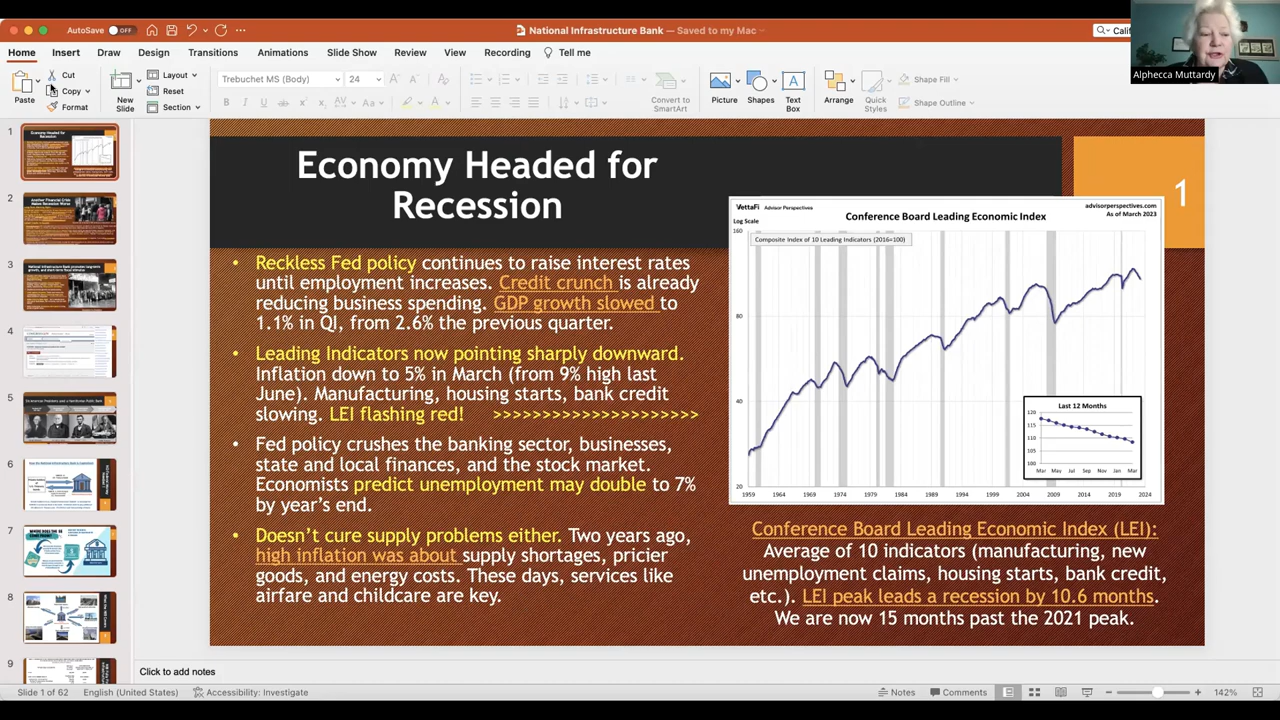 AutoSave OFF
National Infrastructure Bank — Saved to my Mac
Calif
Home Insert Draw Design Transitions Animations Slide Show Review View Recording Tell me
Paste
Cut
Copy
Format
New Slide
Layout
Reset
Section
Trebuchet MS (Body) 24
Convert to SmartArt
Picture
Shapes
Text Box
Arrange
Quick Styles
Shape Fill
Shape Outline
Alphecca Muttardy
1
2
3
4
5
6
7
8
9
Economy Headed for
Recession
1
• Reckless Fed policy continues to raise interest rates
until employment increases. Credit crunch is already
reducing business spending. GDP growth slowed to
1.1% in QI, from 2.6% the previous quarter.
• Leading indicators now pointing sharply downward.
Inflation down to 5% in March (from 9% high last
June). Manufacturing, housing starts, bank credit
slowing. LEI flashing red! >>>>>>>>>>>>>>>>>>>>>
• Fed policy crushes the banking sector, businesses,
state and local finances, and the stock market.
Economists predict unemployment may double to 7%
by year's end.
• Doesn't cure supply problems either. Two years ago,
high inflation was about supply shortages, pricier
goods, and energy costs. These days, services like
airfare and childcare are key.
VettaFi Advisor Perspectives
advisorperspectives.com
As of March 2023
Log Scale
Conference Board Leading Economic Index
Composite Index of 10 Leading Indicators (2016=100)
160
80
40
20
1959 1964 1969 1974 1979 1984 1989 1994 1999 2004 2009 2014 2019 2024
Last 12 Months
120
115
110
105
100
Mar May Jul Sep Nov Jan Mar
Conference Board Leading Economic Index (LEI):
Average of 10 indicators (manufacturing, new
unemployment claims, housing starts, bank credit,
etc.). LEI peak leads a recession by 10.6 months.
We are now 15 months past the 2021 peak.
Click to add notes
Slide 1 of 62 English (United States) Accessibility: Investigate Notes Comments 142%